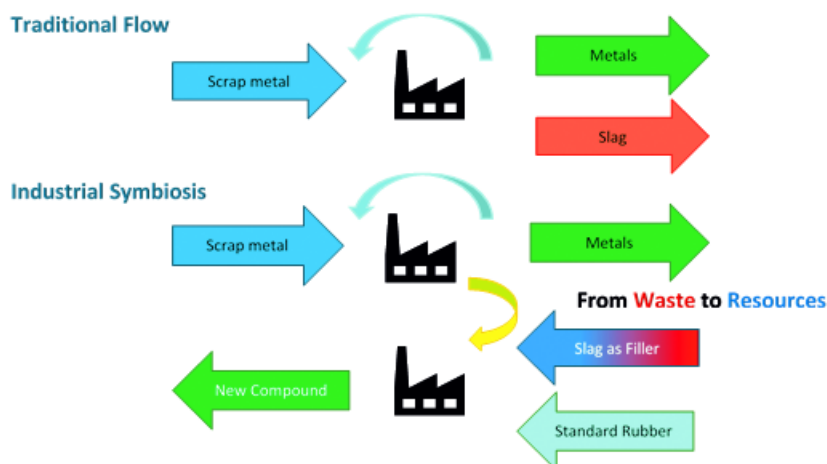 Traditional Flow
Scrap metal
Metals
Slag
Industrial Symbiosis
Scrap metal
Metals
From Waste to Resources
Slag as Filler
New Compound
Standard Rubber